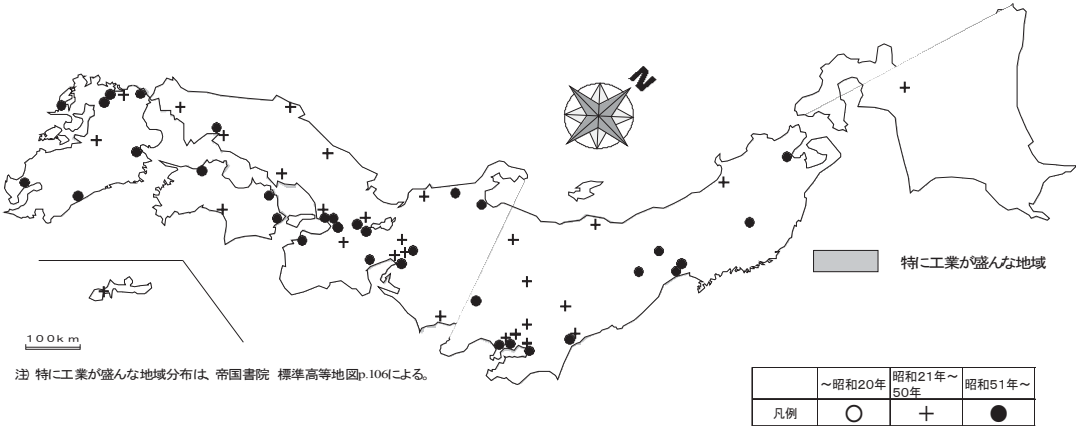 N
特に工業が盛んな地域
100km
注) 特に工業が盛んな地域分布は、帝国書院 標準高等地図p.106による。
～昭和20年 昭和21年～50年 昭和51年～
凡例 ○ + ●